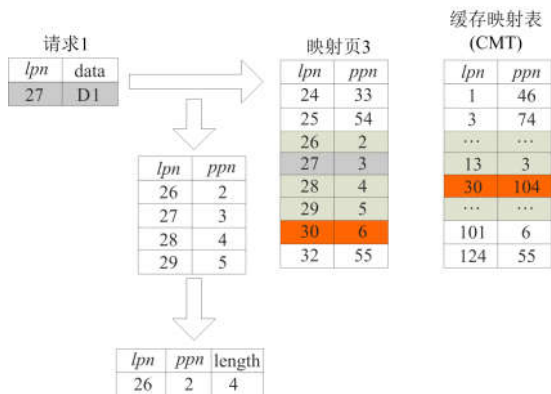 请求1
lpn data
27 D1
映射页3
lpn ppn
24 33
25 54
26 2
27 3
28 4
29 5
30 6
32 55
缓存映射表
(CMT)
lpn ppn
1 46
3 74
… …
13 3
30 104
… …
101 6
124 55
lpn ppn
26 2
27 3
28 4
29 5
lpn ppn length
26 2 4